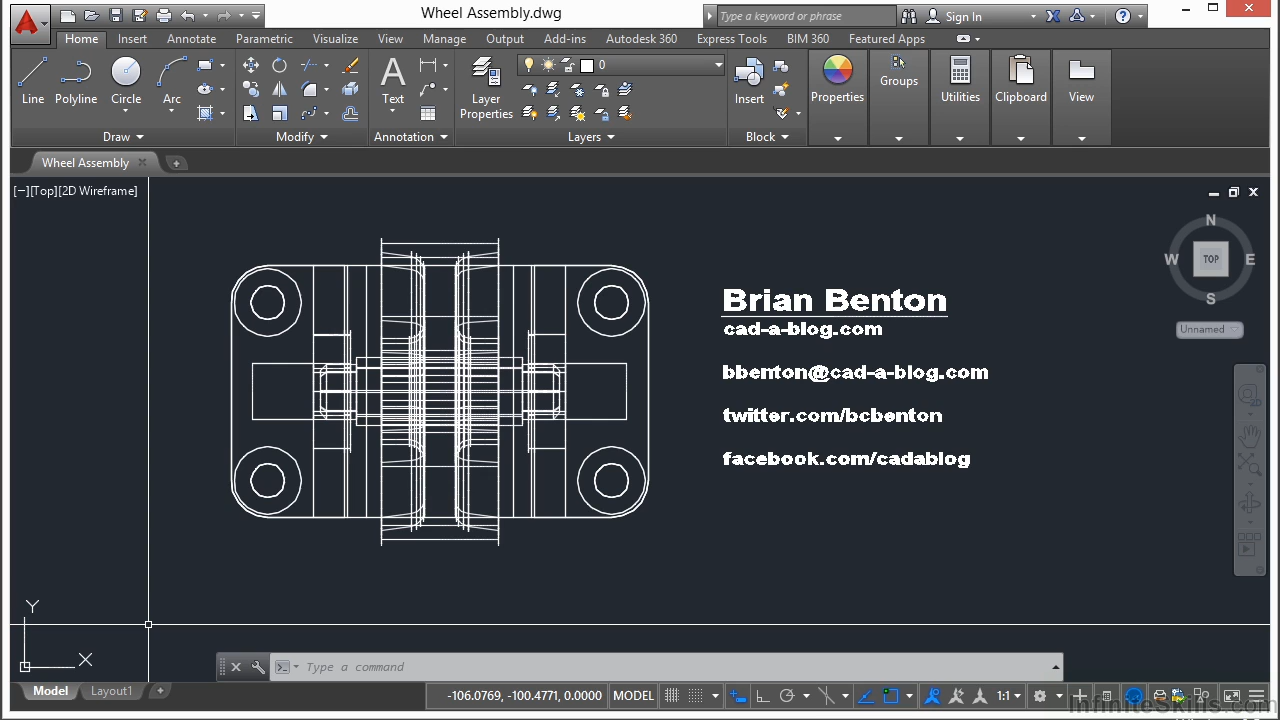 Wheel Assembly.dwg
Type a keyword or phrase
Sign In
Home Insert Annotate Parametric Visualize View Manage Output Add-ins Autodesk 360 Express Tools BIM 360 Featured Apps
0
Line Polyline Circle Arc
Text
Layer Properties
Insert
Properties
Groups
Utilities
Clipboard
View
Draw Modify Annotation Layers Block
Wheel Assembly
[−][Top][2D Wireframe]
N
W TOP E
S
Unnamed
Brian Benton
cad-a-blog.com
bbenton@cad-a-blog.com
twitter.com/bcbenton
facebook.com/cadablog
2D
Y
X
Type a command
Model Layout1
-106.0769, -100.4771, 0.0000 MODEL 1:1
InfiniteSkills.com